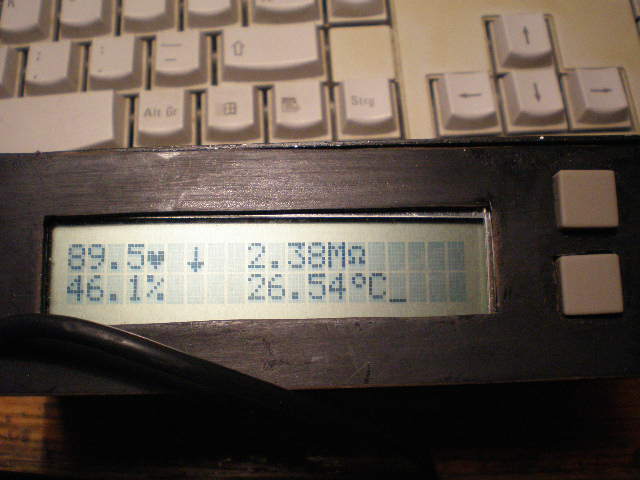 ; :
Alt Gr Strg
89.5♥ ↓ 2.38MΩ
46.1% 26.54°C_